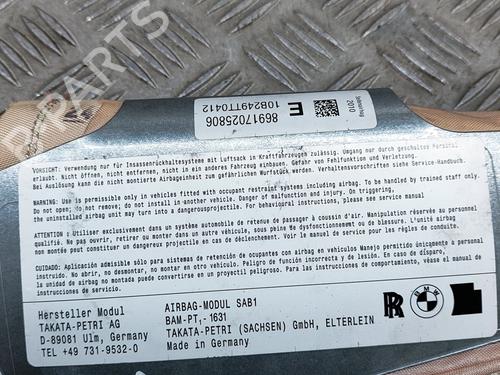 Seitenairbag
2010
E
86917025806
10B249TT0412
VORSICHT: Verwendung nur für Insassenrückhaltesysteme mit Luftsack in Kraftfahrzeugen zulässig. Umgang nur durch geschultes Personal
erlaubt. Nicht öffnen, nicht entfernen, nicht in ein anderes Fahrzeug einbauen. Gefahr von Fehlfunktion und Verletzung.
Bei Auslösung kann die nicht montierte Airbageinheit zum gefährlichen Wurfstück werden. Verhaltensvorschriften siehe Service-Handbuch.
WARNING: Use is permissible only in vehicles fitted with occupant restraint systems including airbag. To be handled by trained staff only.
Do not open. Do not remove. Do not install in another vehicle. Danger of malfunction and injury. On triggering,
the uninstalled airbag unit may turn into a dangerous projectile. For conduct instruction, see service manual.
ATTENTION : Utiliser exclusivement dans un système automobile de retenue de passager à coussin d'air. Manipulation réservée au personnel
qualifié. Ne pas ouvrir, retirer ou monter dans un autre véhicule, sous peine de dysfonctionnement ou de blessure. L'unité airbag
non montée peut constituer un dangereux projectile en cas de déclenchement. Voir le manuel de service pour les règles de conduite.
CUIDADO: Aplicación admisible sólo para sistemas de retención de ocupantes con airbag en vehículos Manejo permitido únicamente a personal
instruido. No abrir, no desmontar, no montar en otro vehículo. Peligro de función incorrecta y lesiones. En caso de disparo,
la unidad de airbag no montada puede convertirse en un proyectil peligroso. Para instrucciones de comportamiento, ver el manual de
instrucciones de servicio.
Hersteller Modul
TAKATA-PETRI AG
D-89081 Ulm, Germany
TEL +49 731-9532-0
AIRBAG-MODUL SAB1
BAM-PT,-1631
TAKATA-PETRI (SACHSEN) GmbH, ELTERLEIN
Made in Germany
RR
BMW